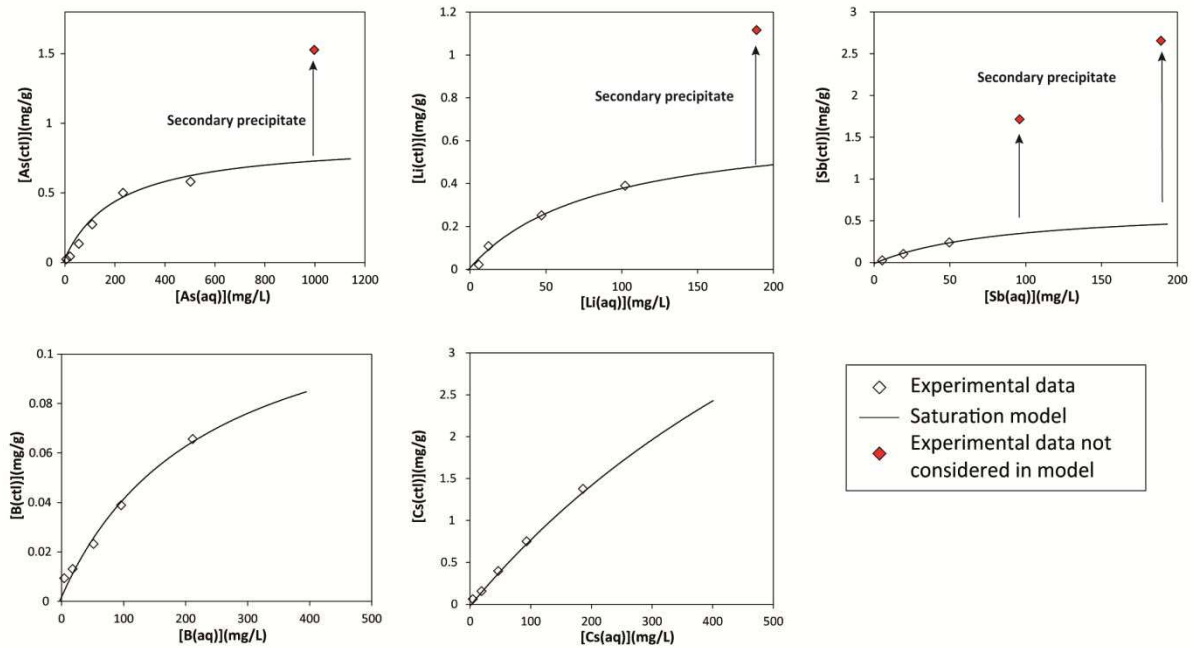 [As(ctl)](mg/g)
1.5
1
0.5
0
Secondary precipitate
0 200 400 600 800 1000 1200
[As(aq)](mg/L)
[Li(ctl)](mg/g)
1.2
1
0.8
0.6
0.4
0.2
0
Secondary precipitate
0 50 100 150 200
[Li(aq)](mg/L)
[Sb(ctl)](mg/g)
3
2.5
2
1.5
1
0.5
0
Secondary precipitate
0 50 100 150 200
[Sb(aq)](mg/L)
[B(ctl)](mg/g)
0.1
0.08
0.06
0.04
0.02
0
0 100 200 300 400 500
[B(aq)](mg/L)
[Cs(ctl)](mg/g)
3
2.5
2
1.5
1
0.5
0
0 100 200 300 400 500
[Cs(aq)](mg/L)
Experimental data
Saturation model
Experimental data not
considered in model